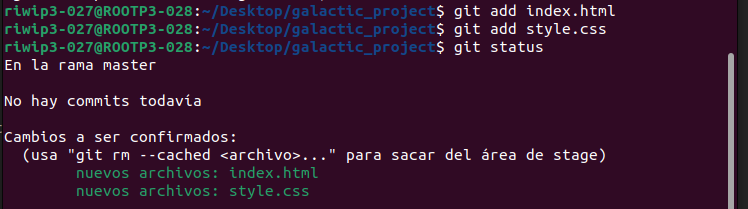 riwip3-027@ROOTP3-028:~/Desktop/galactic_project$ git add index.html
riwip3-027@ROOTP3-028:~/Desktop/galactic_project$ git add style.css
riwip3-027@ROOTP3-028:~/Desktop/galactic_project$ git status
En la rama master

No hay commits todavía

Cambios a ser confirmados:
  (usa "git rm --cached <archivo>..." para sacar del área de stage)
        nuevos archivos: index.html
        nuevos archivos: style.css